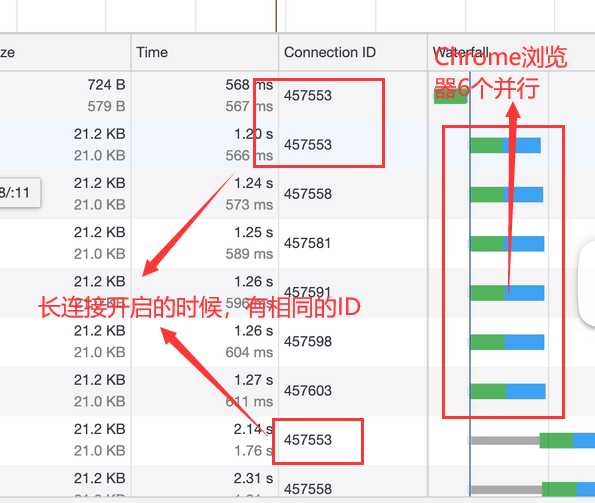 ze Time Connection ID Waterfall
Chrome浏览
器6个并行
724 B 568 ms 457553
579 B 567 ms
21.2 KB 1.20 s 457553
21.0 KB 566 ms
8/:11
21.2 KB 1.24 s 457558
21.0 KB 573 ms
21.2 KB 1.25 s 457581
21.0 KB 589 ms
21.2 KB 1.26 s 457591
21.0 KB 596 ms
长连接开启的时候，有相同的ID
21.2 KB 1.26 s 457598
21.0 KB 604 ms
21.2 KB 1.27 s 457603
21.0 KB 611 ms
21.2 KB 2.14 s 457553
21.0 KB 1.76 s
21.2 KB 2.31 s 457558